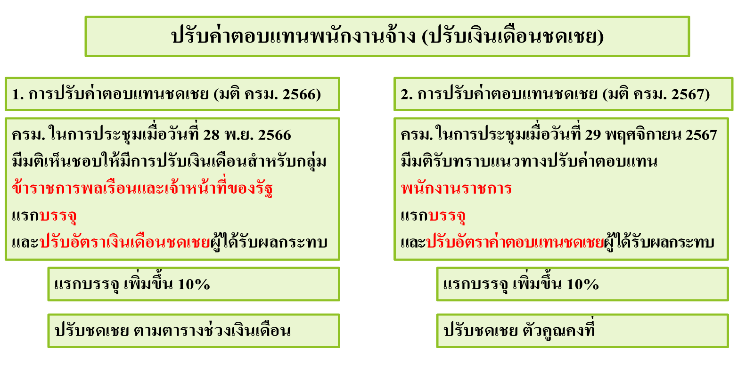 ปรับค่าตอบแทนพนักงานจ้าง (ปรับเงินเดือนชดเชย)
1. การปรับค่าตอบแทนชดเชย (มติ ครม. 2566)
ครม. ในการประชุมเมื่อวันที่ 28 พ.ย. 2566
มีมติเห็นชอบให้มีการปรับเงินเดือนสำหรับกลุ่ม
ข้าราชการพลเรือนและเจ้าหน้าที่ของรัฐ
แรกบรรจุ
และปรับอัตราเงินเดือนชดเชยผู้ได้รับผลกระทบ
แรกบรรจุ เพิ่มขึ้น 10%
ปรับชดเชย ตามตารางช่วงเงินเดือน
2. การปรับค่าตอบแทนชดเชย (มติ ครม. 2567)
ครม. ในการประชุมเมื่อวันที่ 29 พฤศจิกายน 2567
มีมติรับทราบแนวทางปรับค่าตอบแทน
พนักงานราชการ
แรกบรรจุ
และปรับอัตราค่าตอบแทนชดเชยผู้ได้รับผลกระทบ
แรกบรรจุ เพิ่มขึ้น 10%
ปรับชดเชย ตัวคูณคงที่